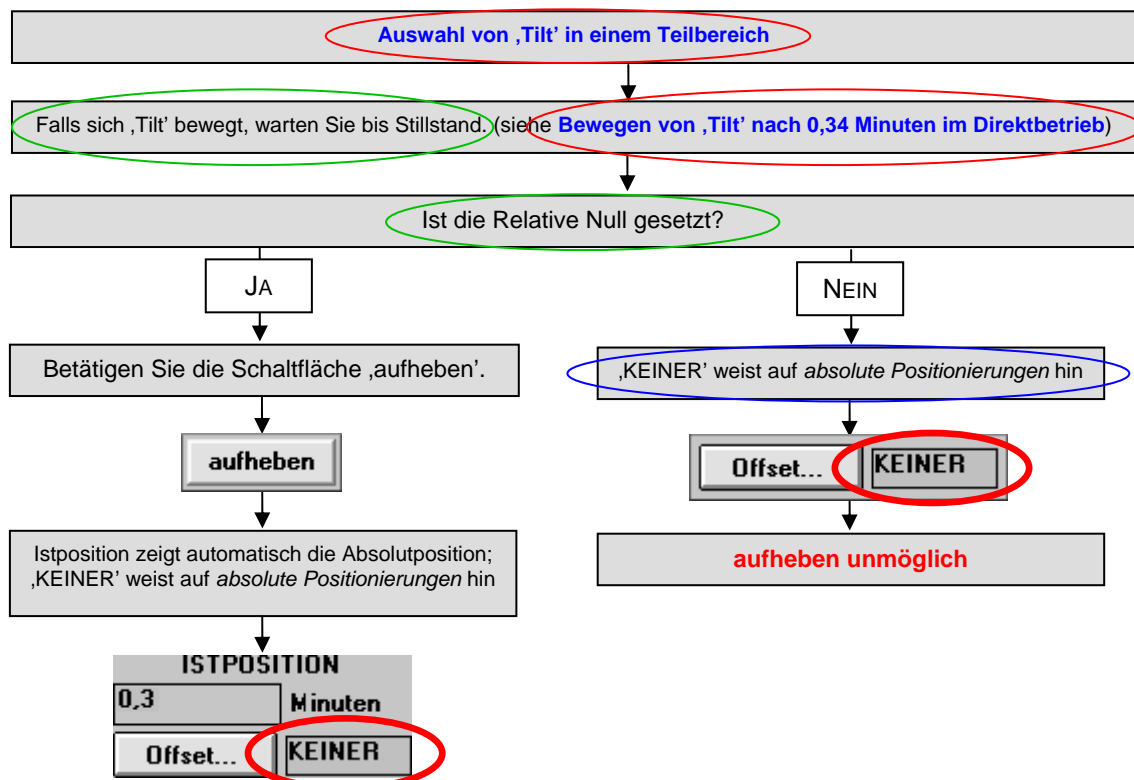 Auswahl von ‚Tilt’ in einem Teilbereich
Falls sich ‚Tilt’ bewegt, warten Sie bis Stillstand. (siehe Bewegen von ‚Tilt’ nach 0,34 Minuten im Direktbetrieb)
Ist die Relative Null gesetzt?
JA
NEIN
Betätigen Sie die Schaltfläche ‚aufheben’.
‚KEINER’ weist auf absolute Positionierungen hin
aufheben
Offset... KEINER
Istposition zeigt automatisch die Absolutposition;
‚KEINER’ weist auf absolute Positionierungen hin
aufheben unmöglich
ISTPOSITION
0,3 Minuten
Offset... KEINER